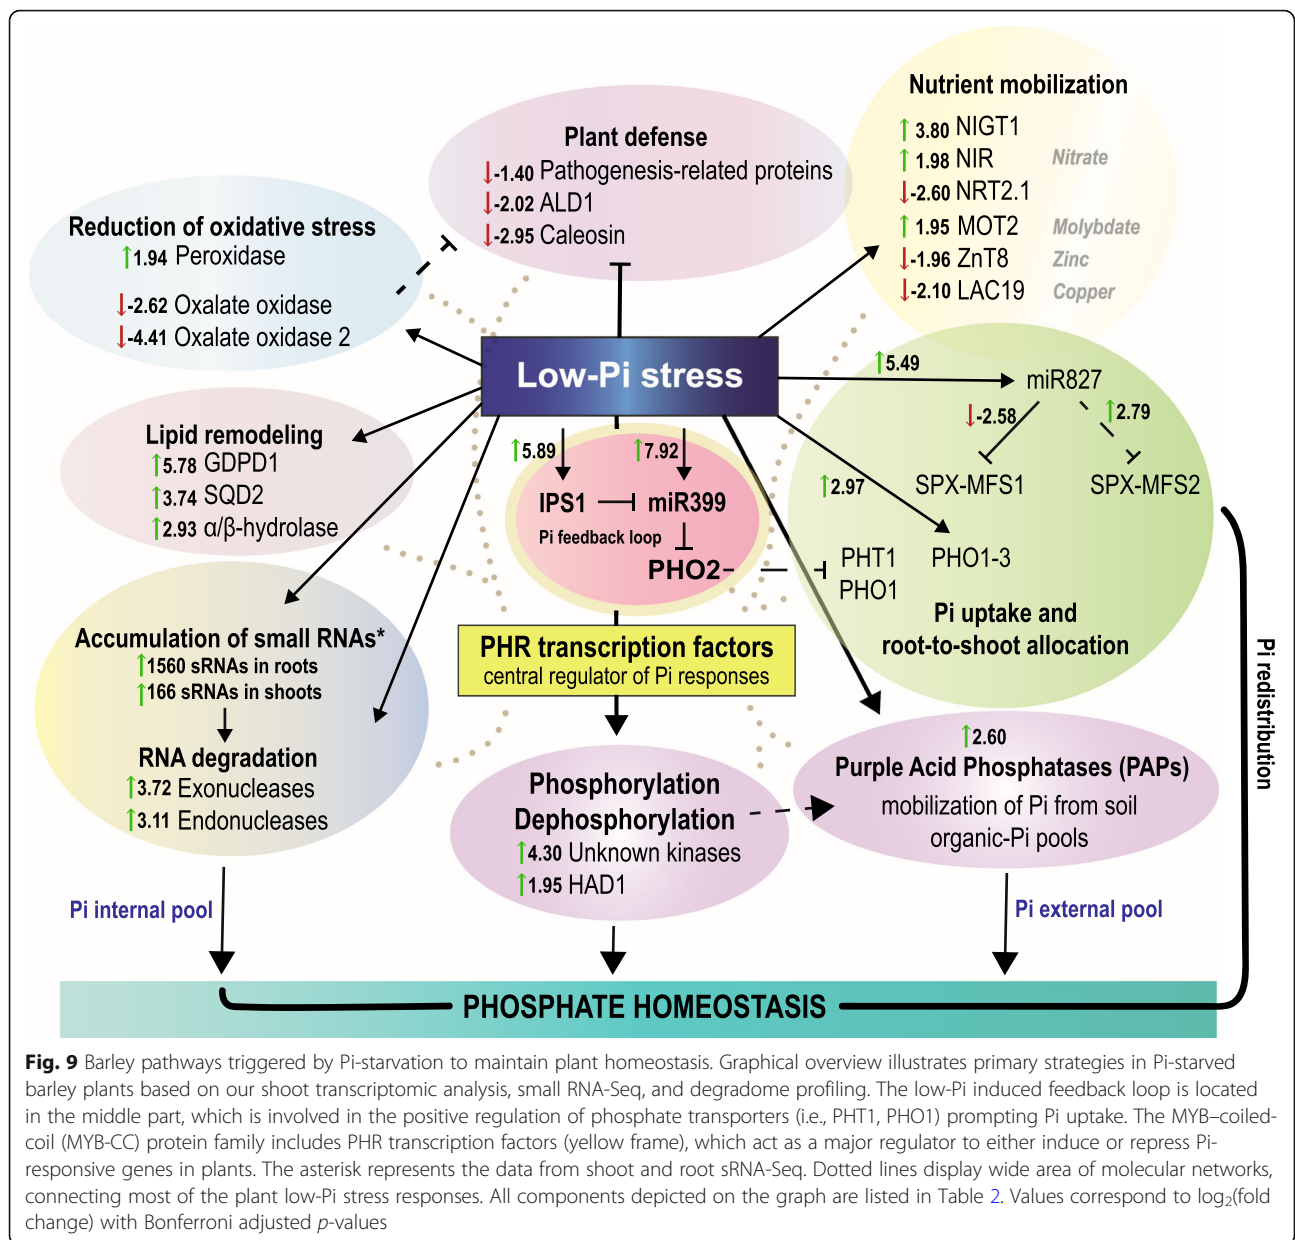 Nutrient mobilization
↑ 3.80 NIGT1
↑ 1.98 NIR Nitrate
↓-2.60 NRT2.1
↑ 1.95 MOT2 Molybdate
↓-1.96 ZnT8 Zinc
↓-2.10 LAC19 Copper
Plant defense
↓-1.40 Pathogenesis-related proteins
↓-2.02 ALD1
↓-2.95 Caleosin
Reduction of oxidative stress
↑1.94 Peroxidase
↓-2.62 Oxalate oxidase
↓-4.41 Oxalate oxidase 2
Low-Pi stress
↑5.49
miR827
↓-2.58
↑2.79
SPX-MFS1
SPX-MFS2
↑2.97
PHT1
PHO1
PHO1-3
Pi uptake and
root-to-shoot allocation
Lipid remodeling
↑5.78 GDPD1
↑3.74 SQD2
↑2.93 α/β-hydrolase
↑5.89
↑7.92
IPS1
miR399
Pi feedback loop
PHO2
PHR transcription factors
central regulator of Pi responses
Accumulation of small RNAs*
↑1560 sRNAs in roots
↑166 sRNAs in shoots
RNA degradation
↑3.72 Exonucleases
↑3.11 Endonucleases
Phosphorylation
Dephosphorylation
↑4.30 Unknown kinases
↑1.95 HAD1
↑2.60
Purple Acid Phosphatases (PAPs)
mobilization of Pi from soil
organic-Pi pools
Pi redistribution
Pi internal pool
Pi external pool
PHOSPHATE HOMEOSTASIS
Fig. 9 Barley pathways triggered by Pi-starvation to maintain plant homeostasis. Graphical overview illustrates primary strategies in Pi-starved
barley plants based on our shoot transcriptomic analysis, small RNA-Seq, and degradome profiling. The low-Pi induced feedback loop is located
in the middle part, which is involved in the positive regulation of phosphate transporters (i.e., PHT1, PHO1) prompting Pi uptake. The MYB–coiled-
coil (MYB-CC) protein family includes PHR transcription factors (yellow frame), which act as a major regulator to either induce or repress Pi-
responsive genes in plants. The asterisk represents the data from shoot and root sRNA-Seq. Dotted lines display wide area of molecular networks,
connecting most of the plant low-Pi stress responses. All components depicted on the graph are listed in Table 2. Values correspond to log₂(fold
change) with Bonferroni adjusted p-values